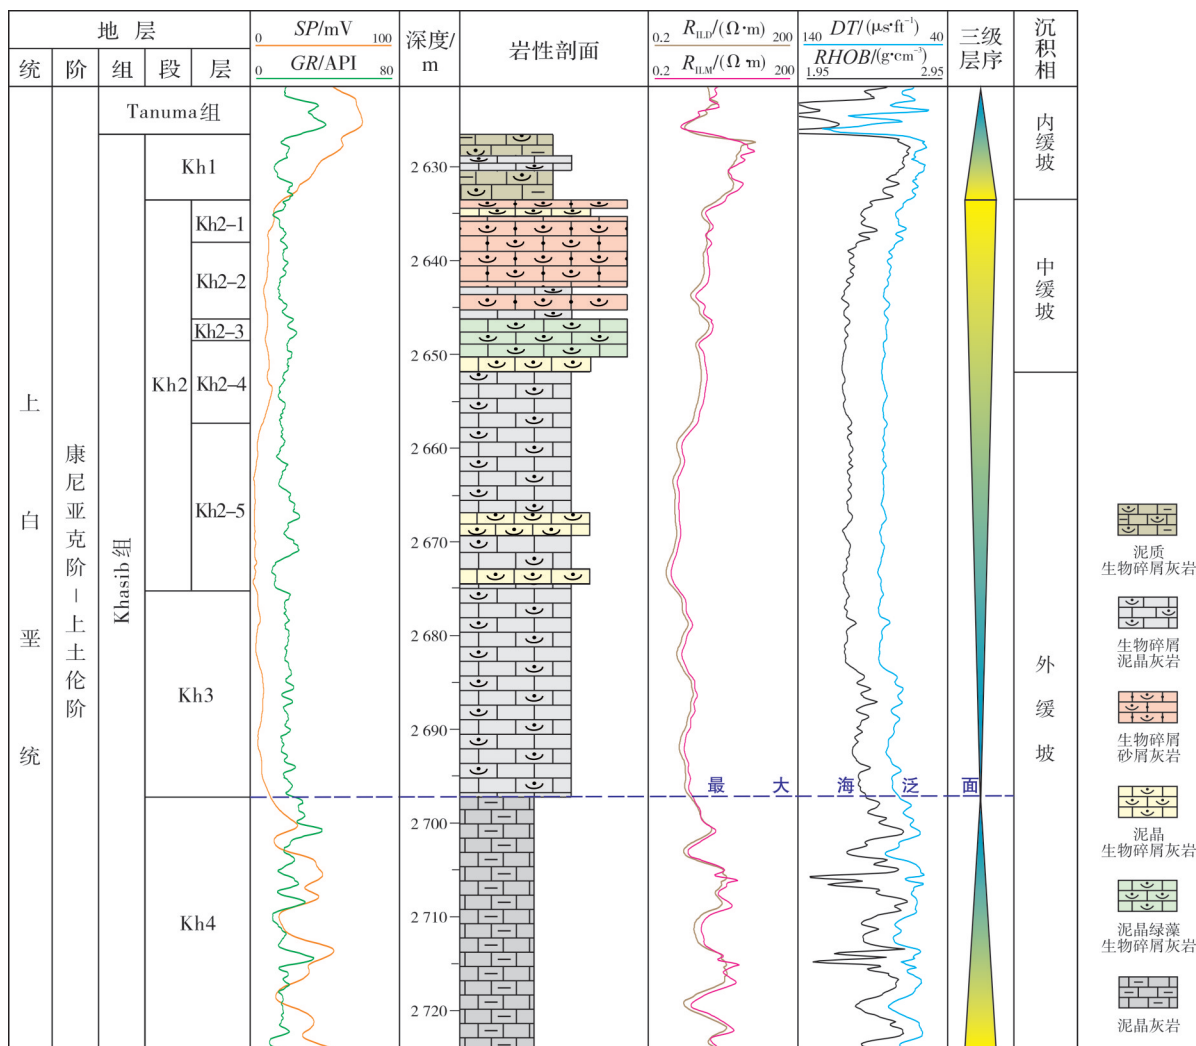 地 层
统 阶 组 段 层
SP/mV
0 100
GR/API
0 80
深度/
m
岩性剖面
0.2 R_ILD/(Ω·m) 200
0.2 R_ILM/(Ω·m) 200
DT/(μs·ft⁻¹)
140 40
RHOB/(g·cm⁻³)
1.95 2.95
三级
层序
沉
积
相
Tanuma组
Kh1
Kh2-1
Kh2-2
Kh2-3
Kh2
Kh2-4
Kh2-5
Kh3
Kh4
上
白
垩
统
康尼亚克阶-上土伦阶
Khasib组
2 630
2 640
2 650
2 660
2 670
2 680
2 690
2 700
2 710
2 720
最大海泛面
内缓坡
中缓坡
外缓坡
泥质
生物碎屑灰岩
生物碎屑
泥晶灰岩
生物碎屑
砂屑灰岩
泥晶
生物碎屑灰岩
泥晶绿藻
生物碎屑灰岩
泥晶灰岩